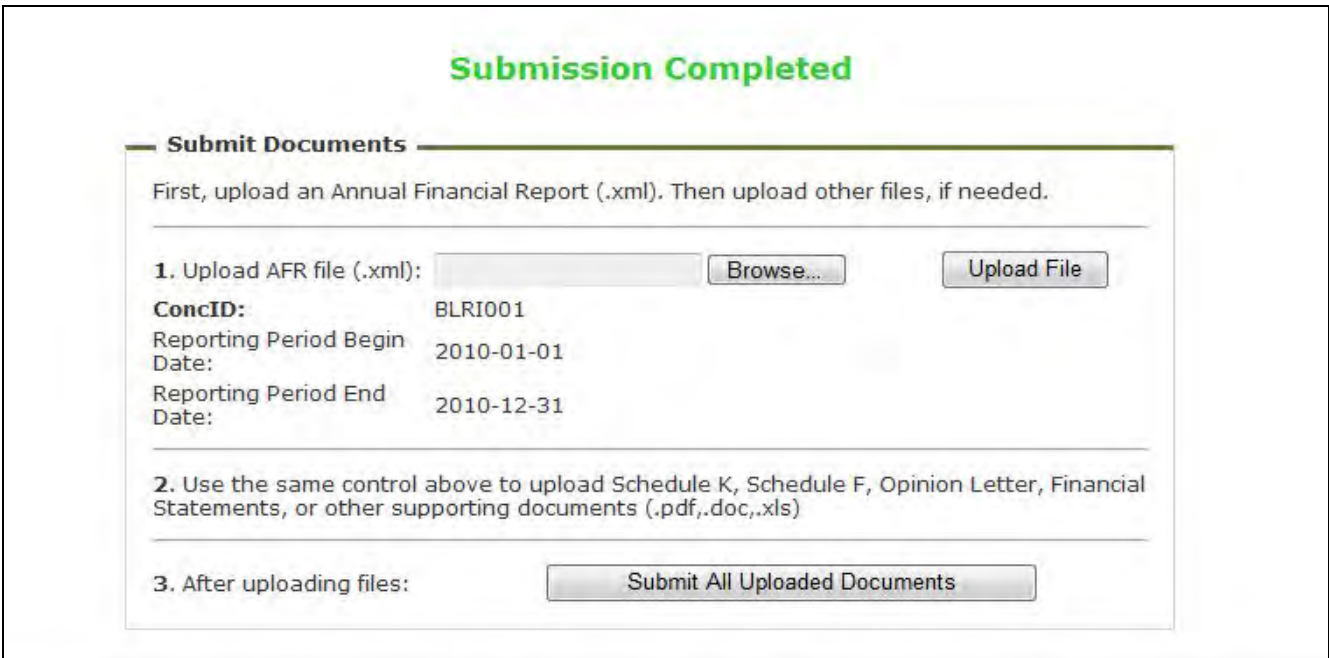 Submission Completed
Submit Documents
First, upload an Annual Financial Report (.xml). Then upload other files, if needed.
1. Upload AFR file (.xml): Browse... Upload File
ConcID: BLRI001
Reporting Period Begin
Date: 2010-01-01
Reporting Period End
Date: 2010-12-31
2. Use the same control above to upload Schedule K, Schedule F, Opinion Letter, Financial
Statements, or other supporting documents (.pdf,.doc,.xls)
3. After uploading files: Submit All Uploaded Documents